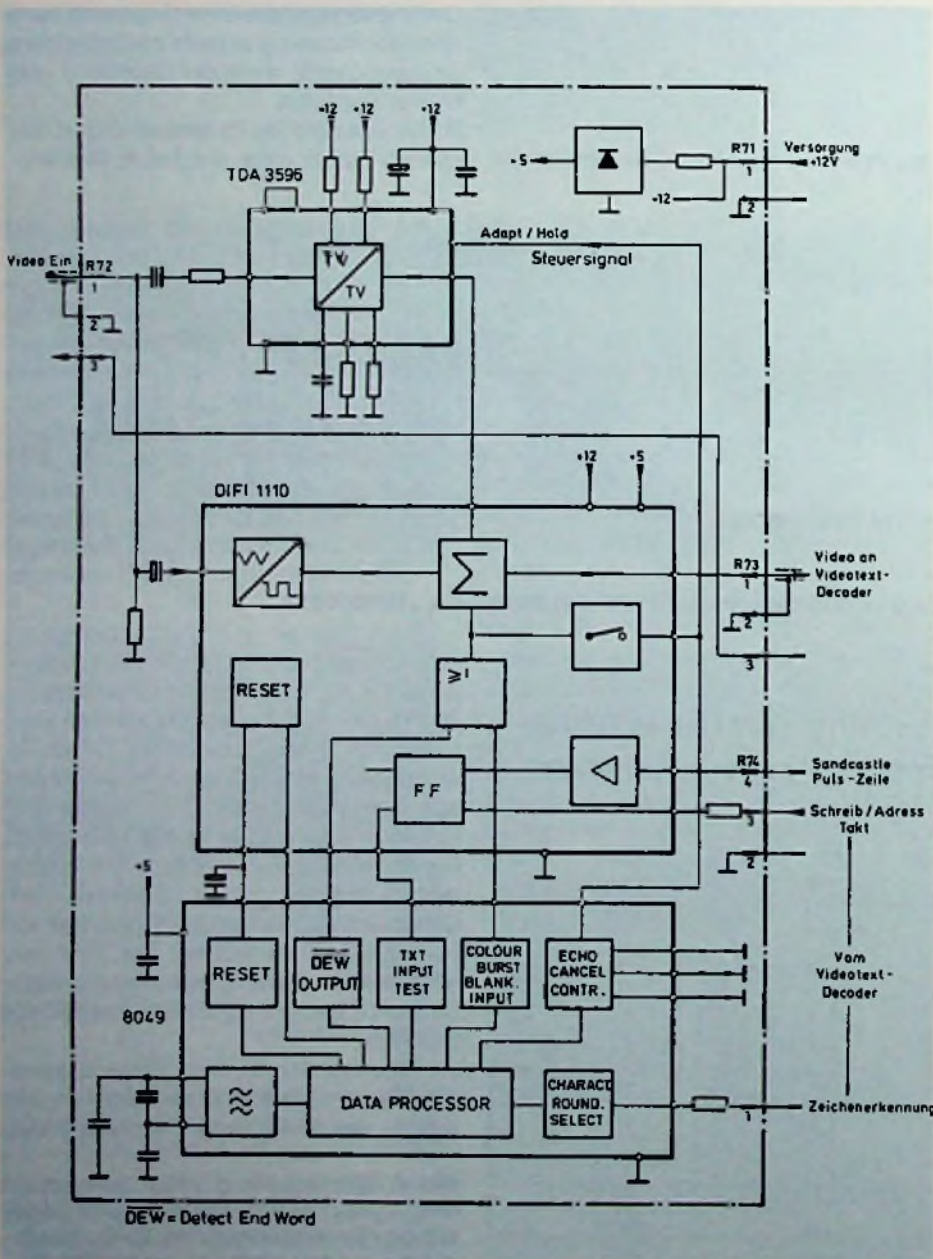 +12 +12 +12
TDA 3596
+5
R71
1
Versorgung
+12V
+12
2
Adapt / Hold
Steuersignal
Video Ein
R72
1
2
3
TV
TV
+12 +5
DIFI 1110
Σ
R73
1
2
3
Video an
Videotext-
Decoder
RESET
≥1
FF
R74
4
Sandcastle
Puls - Zeile
3
Schreib / Adress
Takt
2
+5
8049
RESET
DEW
OUTPUT
TXT
INPUT
TEST
COLOUR
BURST
BLANK.
INPUT
ECHO
CANCEL
CONTR.
Vom
Videotext-
Decoder
DATA PROCESSOR
CHARACT
ROUND.
SELECT
1
Zeichenerkennung
DEW = Detect End Word